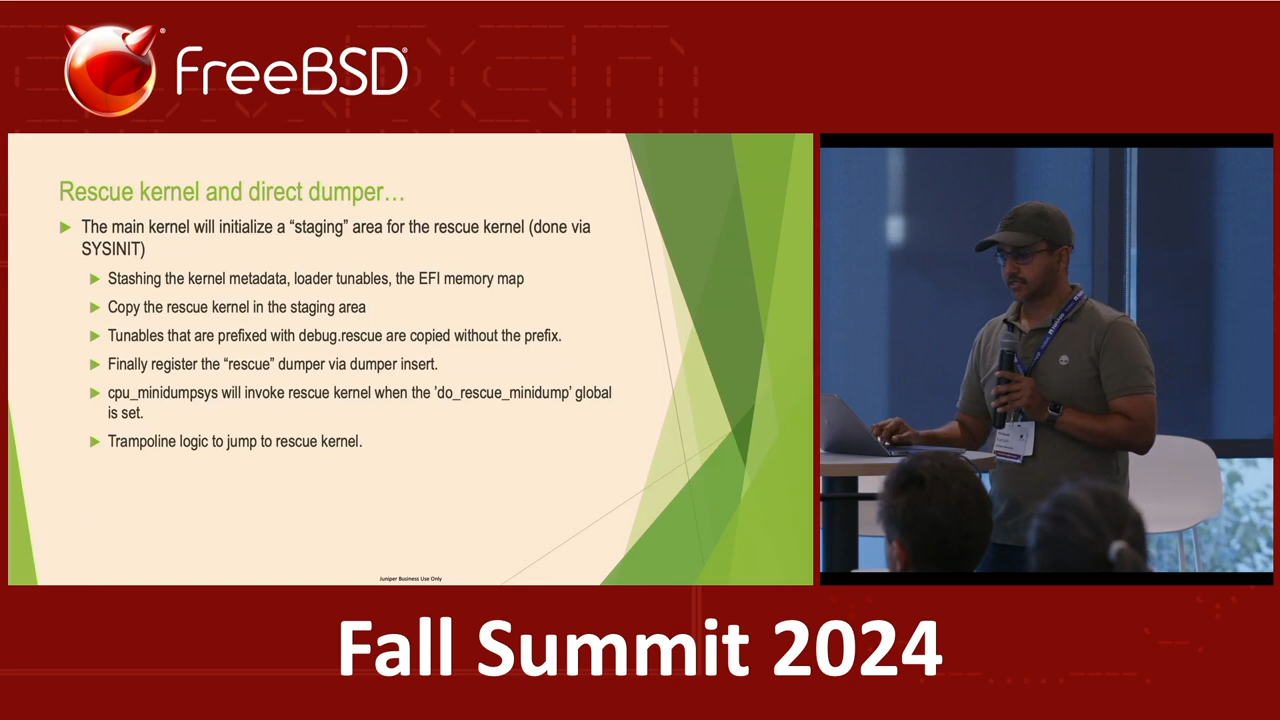 FreeBSD®
Rescue kernel and direct dumper…
The main kernel will initialize a “staging” area for the rescue kernel (done via
SYSINIT)
Stashing the kernel metadata, loader tunables, the EFI memory map
Copy the rescue kernel in the staging area
Tunables that are prefixed with debug.rescue are copied without the prefix.
Finally register the “rescue” dumper via dumper insert.
cpu_minidumpsys will invoke rescue kernel when the 'do_rescue_minidump' global
is set.
Trampoline logic to jump to rescue kernel.
Juniper Business Use Only
Fall Summit 2024